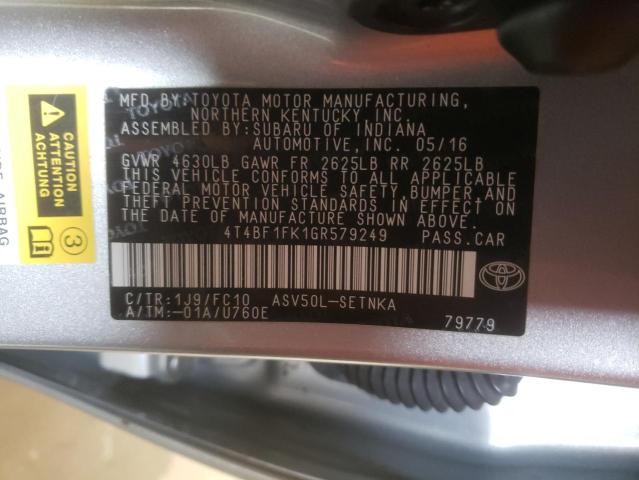 CAUTION
ATTENTION
ACHTUNG
3
AIRBAG
MFD.BY:TOYOTA MOTOR MANUFACTURING,
NORTHERN KENTUCKY, INC.
ASSEMBLED BY:SUBARU OF INDIANA
AUTOMOTIVE, INC. 05/16
GVWR 4630LB GAWR FR 2625LB RR 2625LB
THIS VEHICLE CONFORMS TO ALL APPLICABLE
FEDERAL MOTOR VEHICLE SAFETY, BUMPER, AND
THEFT PREVENTION STANDARDS IN EFFECT ON
THE DATE OF MANUFACTURE SHOWN ABOVE.
4T4BF1FK1GR579249 PASS.CAR
C/TR:1J9/FC10 ASV50L-SETNKA
A/TM:-01A/U760E
79779